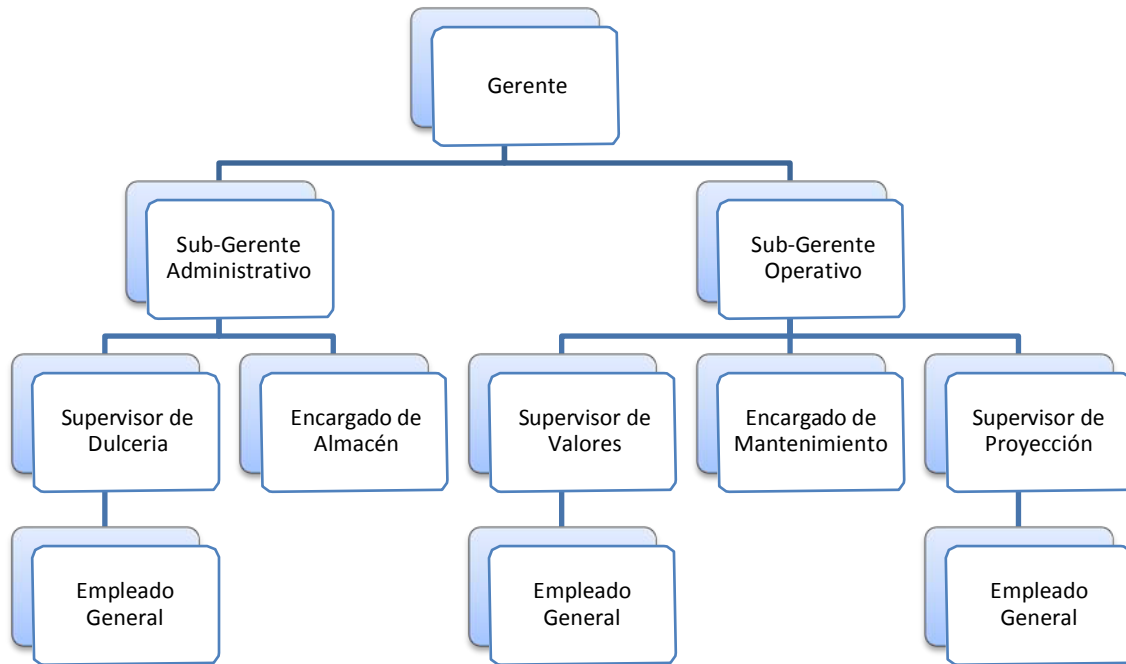 Gerente
Sub-Gerente
Administrativo
Sub-Gerente
Operativo
Supervisor de
Dulceria
Encargado de
Almacén
Supervisor de
Valores
Encargado de
Mantenimiento
Supervisor de
Proyección
Empleado
General
Empleado
General
Empleado
General